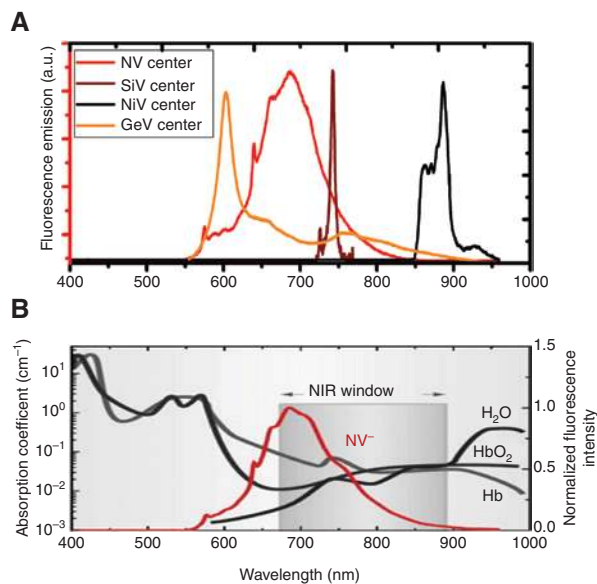 A
Fluorescence emission (a.u.)
NV center
SiV center
NiV center
GeV center
400 500 600 700 800 900 1000
B
Absorption coefficeint (cm⁻¹)
10¹
10⁰
10⁻¹
10⁻²
10⁻³
NIR window
NV⁻
H₂O
HbO₂
Hb
1.5
1.0
0.5
0.0
Normalized fluorescence
intensity
400 500 600 700 800 900 1000
Wavelength (nm)